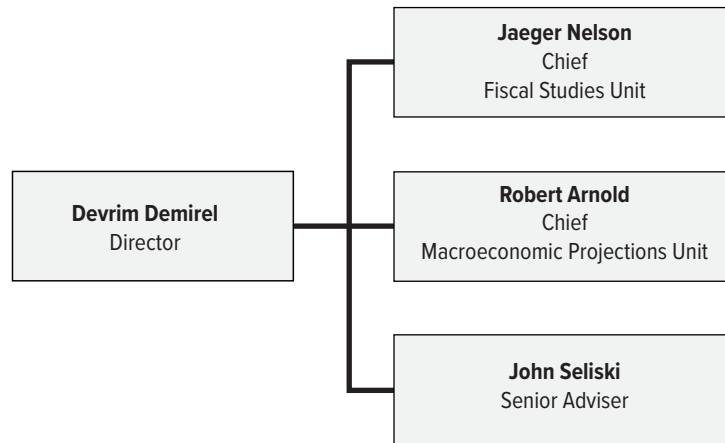 Jaeger Nelson
Chief
Fiscal Studies Unit
Devrim Demirel
Director
Robert Arnold
Chief
Macroeconomic Projections Unit
John Seliski
Senior Adviser